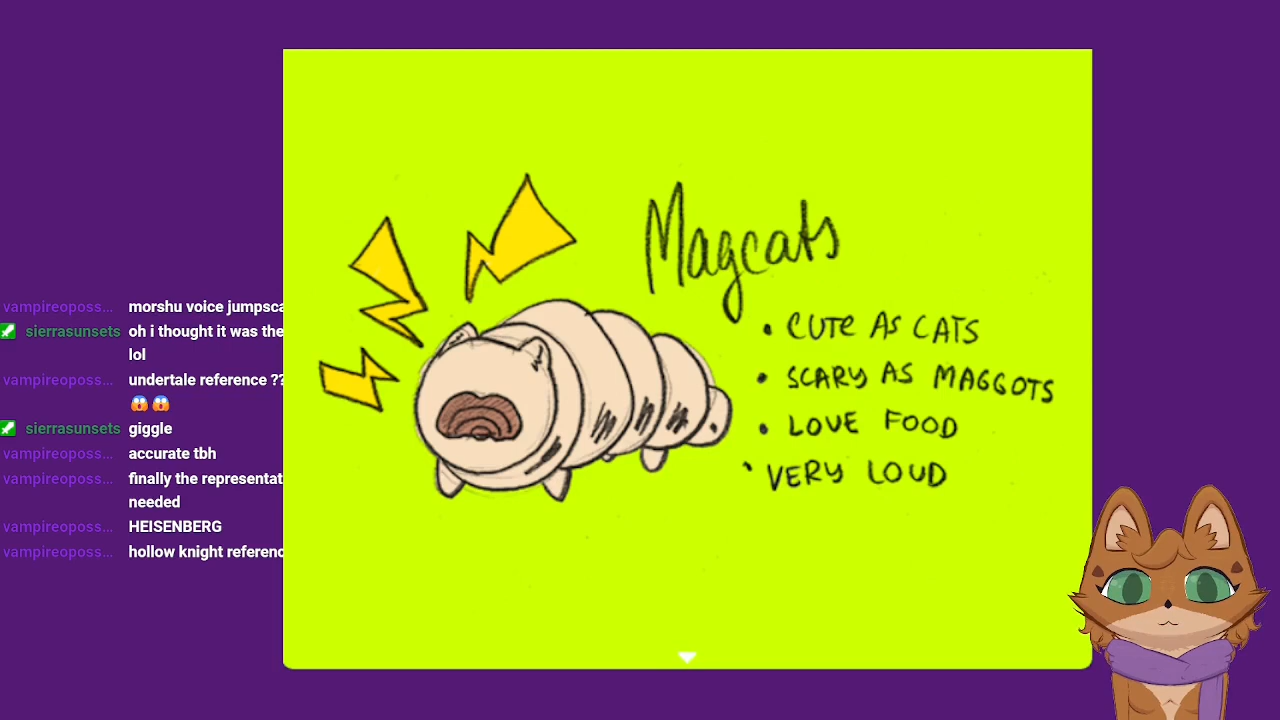 vampireoposs... morshu voice jumpsca
sierrasunsets oh i thought it was the
lol
vampireoposs... undertale reference ??
😱😱
sierrasunsets giggle
vampireoposs... accurate tbh
vampireoposs... finally the representat
needed
vampireoposs... HEISENBERG
vampireoposs... hollow knight referenc
Magcats
• CUTE AS CATS
• SCARY AS MAGGOTS
• LOVE FOOD
• VERY LOUD